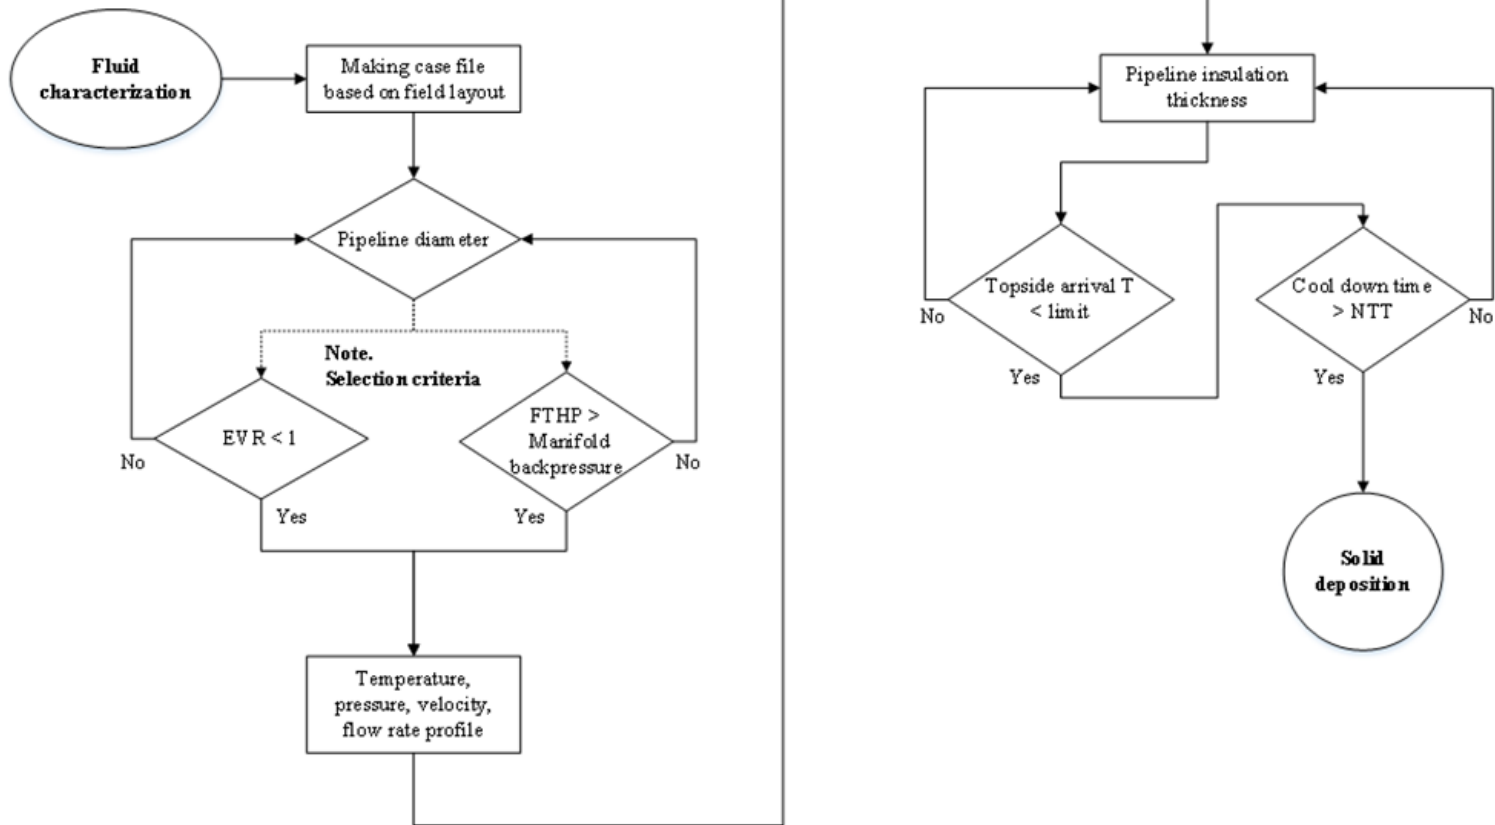 Fluid
characterization
Making case file
based on field layout
Pipeline diameter
Note.
Selection criteria
EVR < 1
No
Yes
FTHP >
Manifold
backpressure
No
Yes
Temperature,
pressure, velocity,
flow rate profile
Pipeline insulation
thickness
Topside arrival T
< limit
No
Yes
Cool down time
> NTT
No
Yes
Solid
deposition